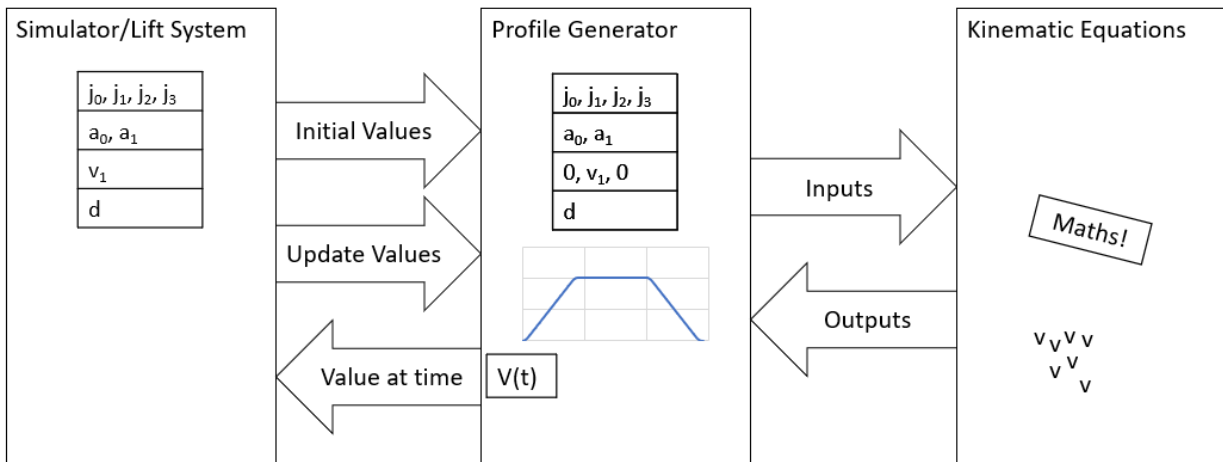 Simulator/Lift System
j₀, j₁, j₂, j₃
a₀, a₁
v₁
d
Initial Values
Update Values
Value at time
Profile Generator
j₀, j₁, j₂, j₃
a₀, a₁
0, v₁, 0
d
V(t)
Inputs
Outputs
Kinematic Equations
Maths!
v v v v
v v
v